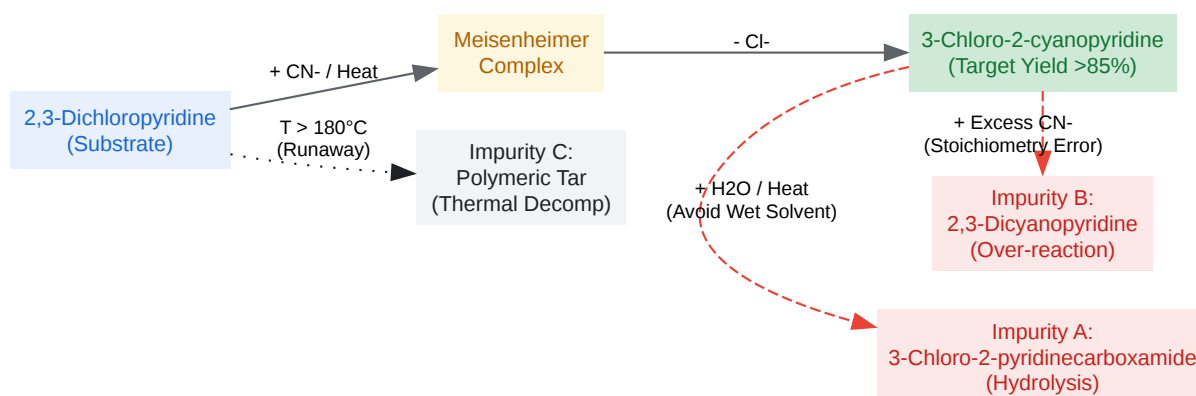 2,3-Dichloropyridine
(Substrate)
+ CN- / Heat
T > 180°C
(Runaway)
Meisenheimer
Complex
Impurity C:
Polymeric Tar
(Thermal Decomp)
- Cl-
3-Chloro-2-cyanopyridine
(Target Yield >85%)
+ Excess CN-
(Stoichiometry Error)
+ H2O / Heat
(Avoid Wet Solvent)
Impurity B:
2,3-Dicyanopyridine
(Over-reaction)
Impurity A:
3-Chloro-2-pyridinecarboxamide
(Hydrolysis)